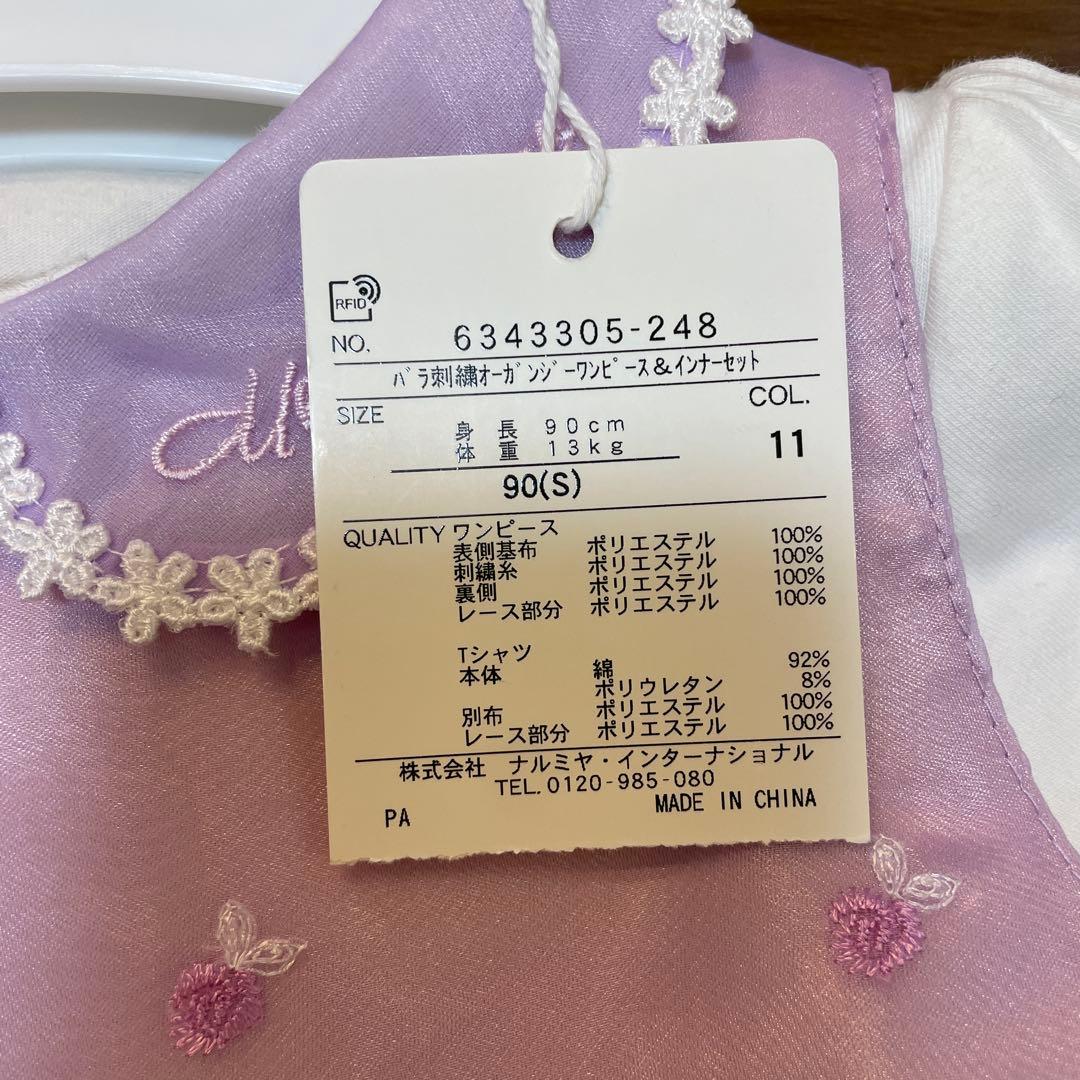 RFID
NO. 6343305-248
バラ刺繍オーガンジーワンピース&インナーセット
SIZE
COL.
身長 90cm
体重 13kg
11
90(S)
QUALITY ワンピース
表側基布 ポリエステル 100%
刺繍糸 ポリエステル 100%
裏側 ポリエステル 100%
レース部分 ポリエステル 100%
Tシャツ
本体 綿 92%
ポリウレタン 8%
別布 ポリエステル 100%
レース部分 ポリエステル 100%
株式会社 ナルミヤ・インターナショナル
TEL.0120-985-080
PA MADE IN CHINA